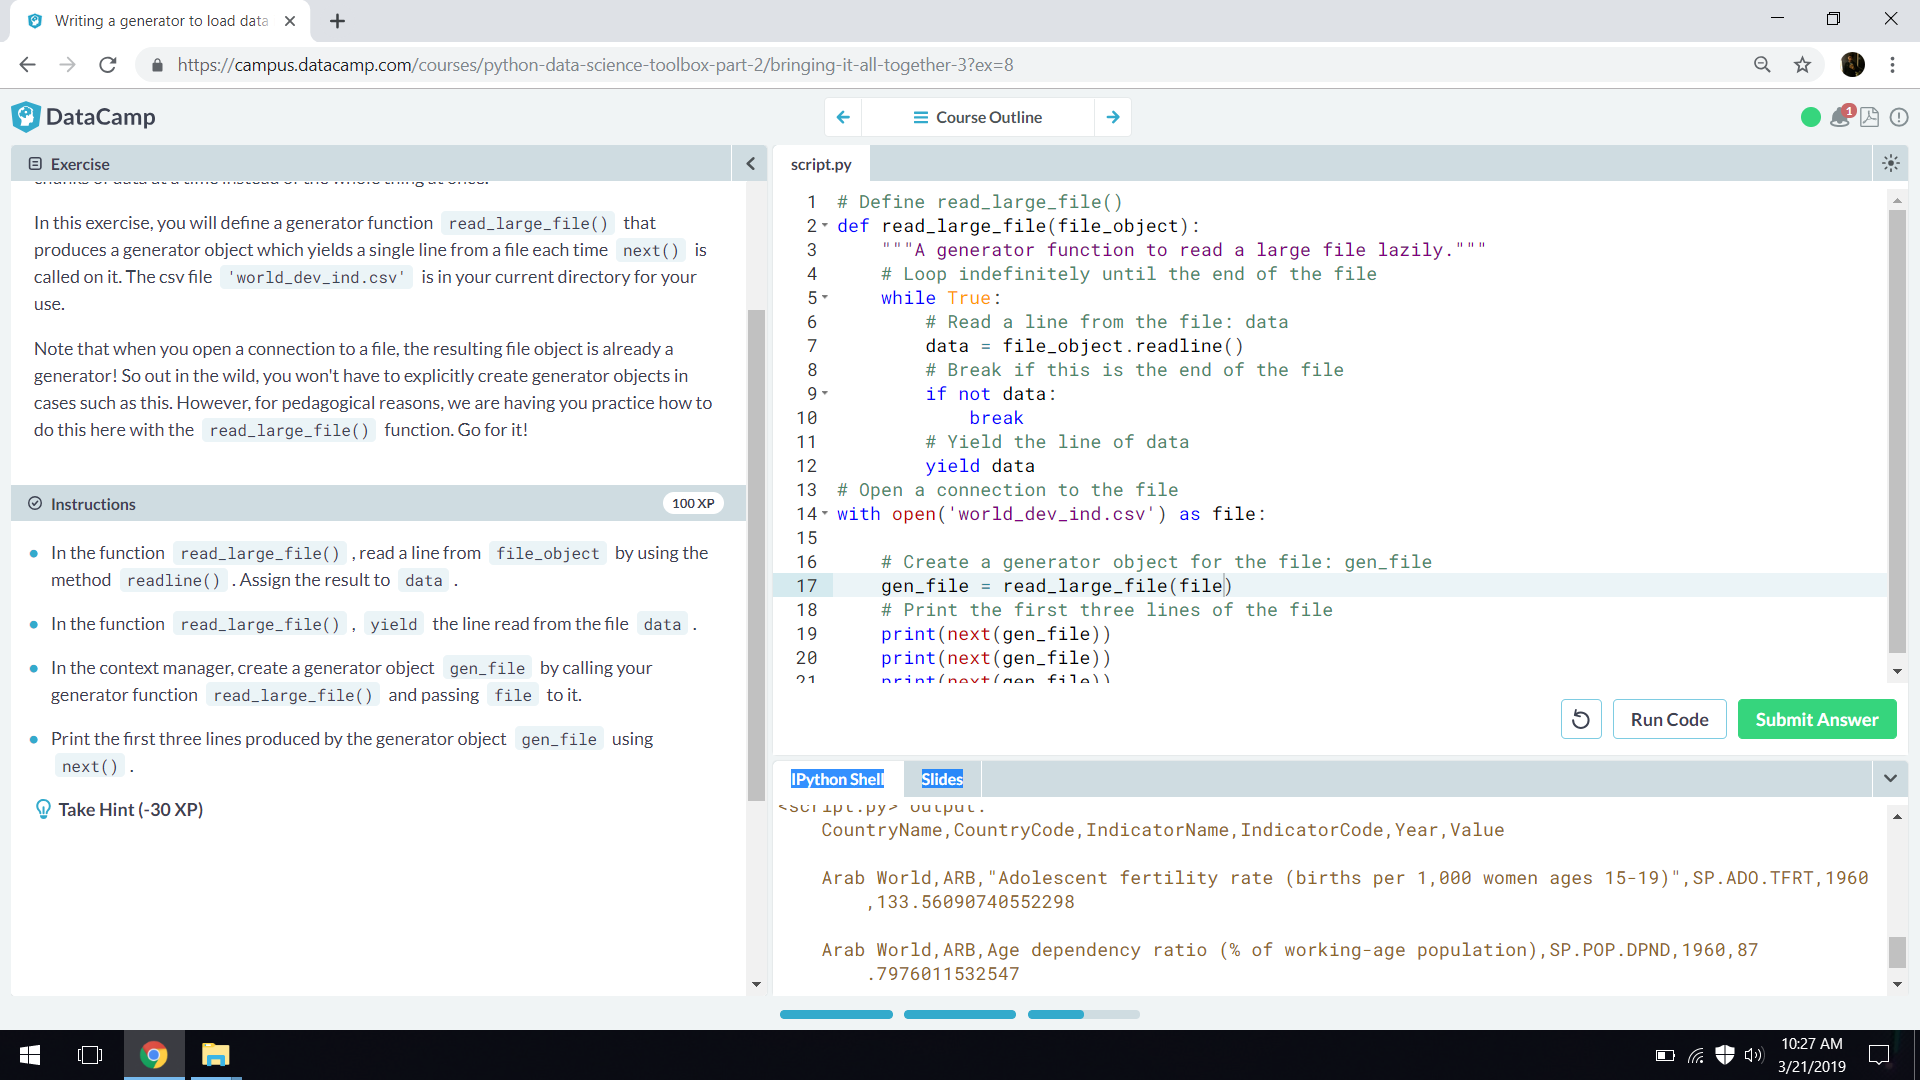 Writing a generator to load data
https://campus.datacamp.com/courses/python-data-science-toolbox-part-2/bringing-it-all-together-3?ex=8
DataCamp
Course Outline
1
Exercise
chunks of data at a time instead of the whole thing at once.
In this exercise, you will define a generator function read_large_file() that
produces a generator object which yields a single line from a file each time next() is
called on it. The csv file 'world_dev_ind.csv' is in your current directory for your
use.
Note that when you open a connection to a file, the resulting file object is already a
generator! So out in the wild, you won't have to explicitly create generator objects in
cases such as this. However, for pedagogical reasons, we are having you practice how to
do this here with the read_large_file() function. Go for it!
Instructions
100 XP
In the function read_large_file() , read a line from file_object by using the
method readline() . Assign the result to data .
In the function read_large_file() , yield the line read from the file data .
In the context manager, create a generator object gen_file by calling your
generator function read_large_file() and passing file to it.
Print the first three lines produced by the generator object gen_file using
next() .
Take Hint (-30 XP)
script.py
1 # Define read_large_file()
2 def read_large_file(file_object):
3 """A generator function to read a large file lazily."""
4 # Loop indefinitely until the end of the file
5 while True:
6 # Read a line from the file: data
7 data = file_object.readline()
8 # Break if this is the end of the file
9 if not data:
10 break
11 # Yield the line of data
12 yield data
13 # Open a connection to the file
14 with open('world_dev_ind.csv') as file:
15
16 # Create a generator object for the file: gen_file
17 gen_file = read_large_file(file)
18 # Print the first three lines of the file
19 print(next(gen_file))
20 print(next(gen_file))
21 print(next(gen_file))
Run Code
Submit Answer
IPython Shell
Slides
<script.py> output:
CountryName,CountryCode,IndicatorName,IndicatorCode,Year,Value
Arab World,ARB,"Adolescent fertility rate (births per 1,000 women ages 15-19)",SP.ADO.TFRT,1960
,133.56090740552298
Arab World,ARB,Age dependency ratio (% of working-age population),SP.POP.DPND,1960,87
.7976011532547
10:27 AM
3/21/2019